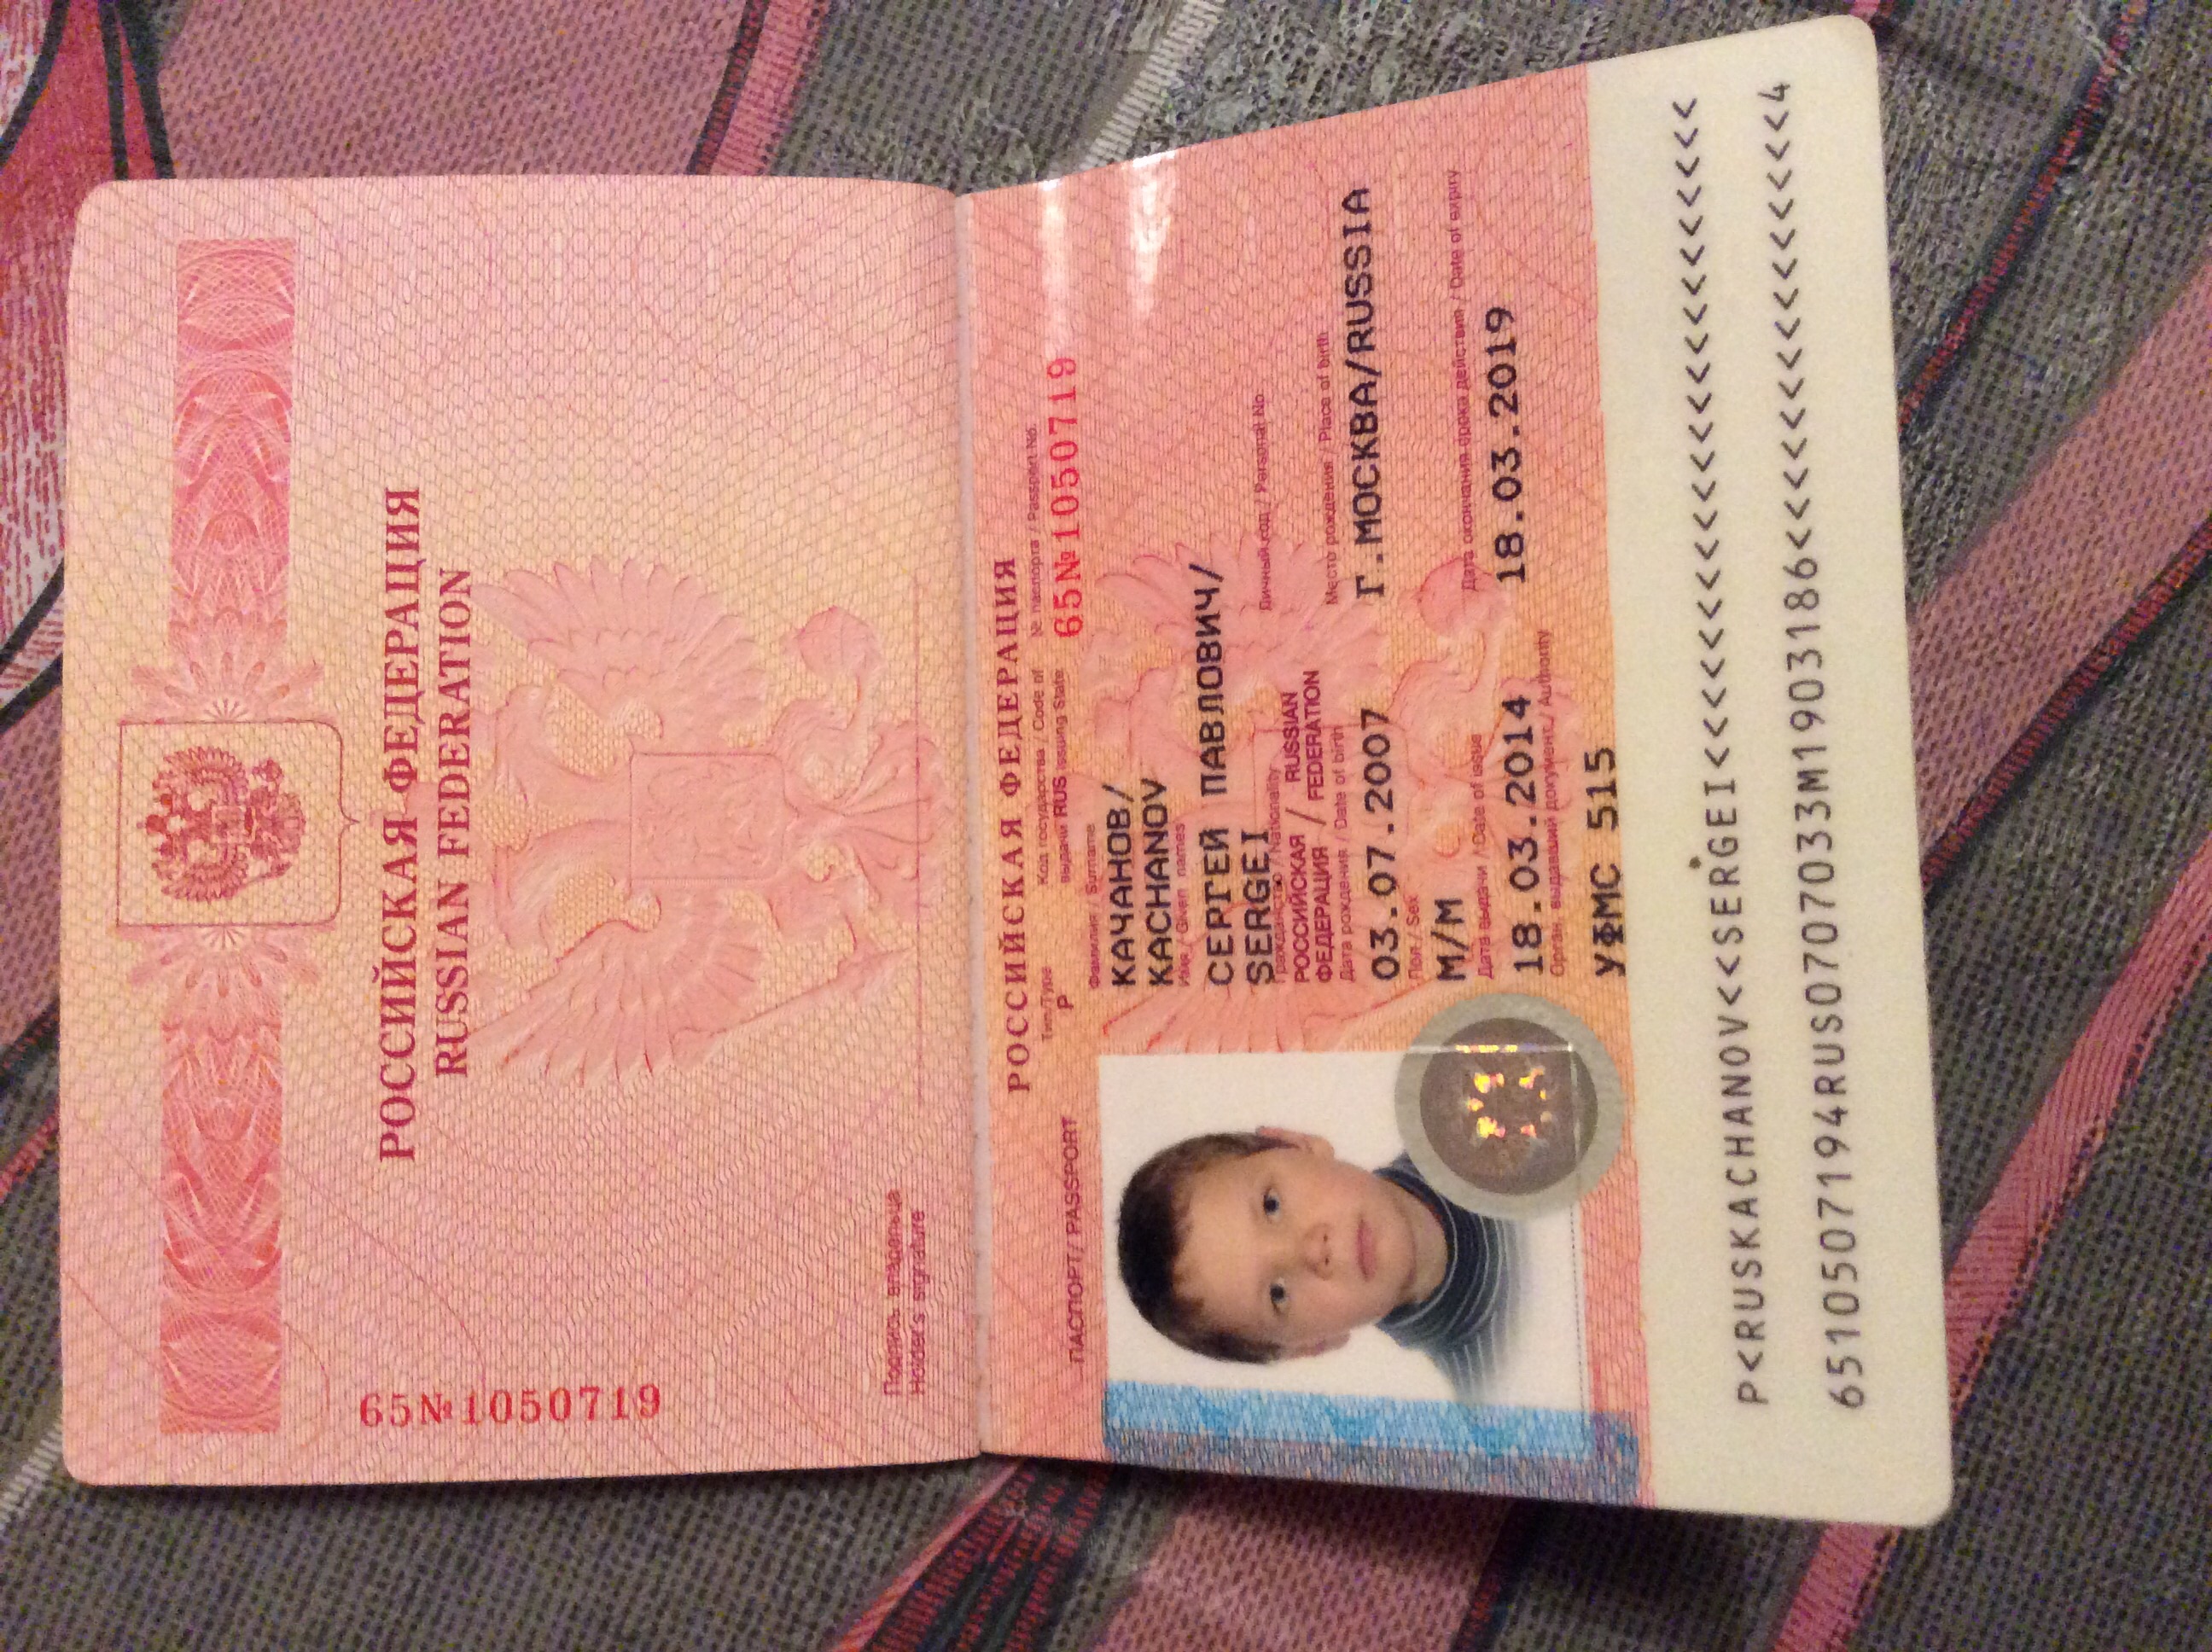 РОССИЙСКАЯ ФЕДЕРАЦИЯ
RUSSIAN FEDERATION
65№1050719
Подпись владельца
Holder's signature
РОССИЙСКАЯ ФЕДЕРАЦИЯ
ПАСПОРТ/ PASSPORT
Тип/Type
P
Код государства / Code of
выдачи RUS issuing State
№ паспорта / Passport No.
65№1050719
Фамилия / Surname
КАЧАНОВ/
KACHANOV
Имя / Given names
СЕРГЕЙ ПАВЛОВИЧ/
SERGEI
Гражданство / Nationality
РОССИЙСКАЯ / RUSSIAN
ФЕДЕРАЦИЯ / FEDERATION
Личный код / Personal No
Дата рождения / Date of birth
03.07.2007
Место рождения / Place of birth
Г.МОСКВА/RUSSIA
Пол / Sex
М/M
Дата выдачи / Date of issue
18.03.2014
Дата окончания срока действия / Date of expiry
18.03.2019
Орган, выдавший документ / Authority
УФМС 515
P<RUSKACHANOV<<SERGEI<<<<<<<<<<<<<<<<<<<<<<<
6510507194RUS0707033M1903186<<<<<<<<<<<<<<<4